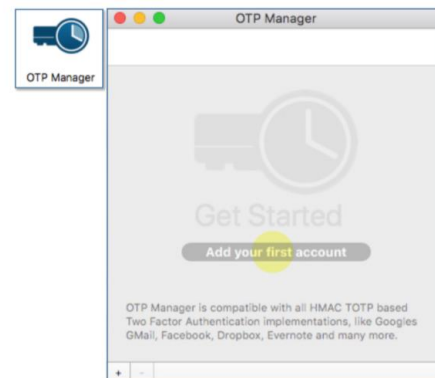 OTP Manager
OTP Manager
Get Started
Add your first account
OTP Manager is compatible with all HMAC TOTP based
Two Factor Authentication implementations, like Googles
GMail, Facebook, Dropbox, Evernote and many more.
+ -